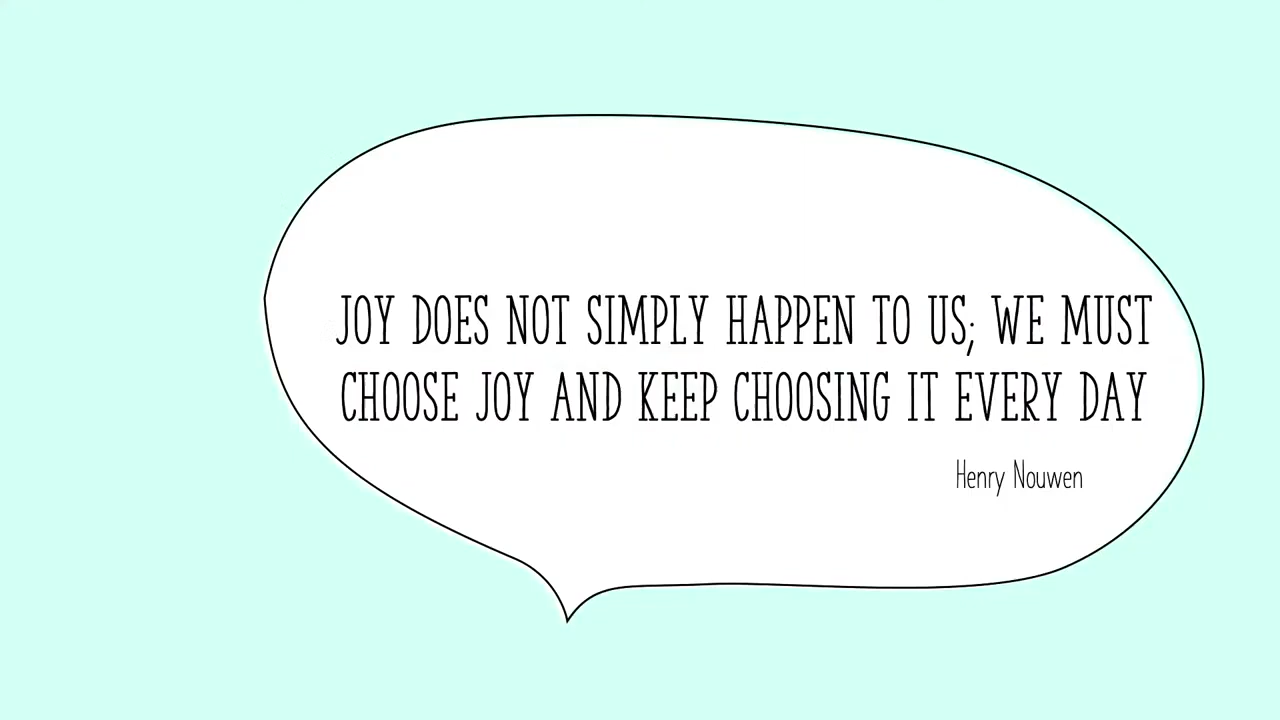 JOY DOES NOT SIMPLY HAPPEN TO US; WE MUST
CHOOSE JOY AND KEEP CHOOSING IT EVERY DAY
Henry Nouwen